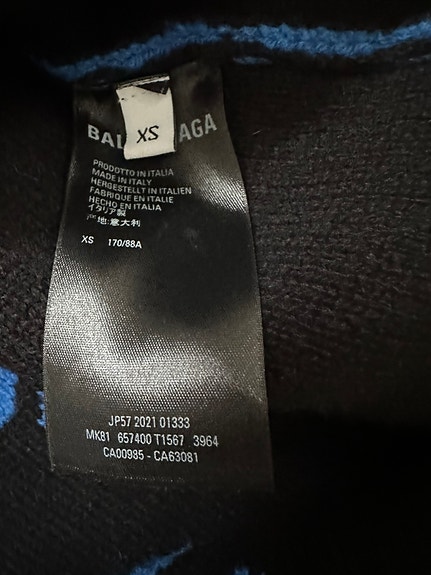 BAL AGA
XS
PRODOTTO IN ITALIA
MADE IN ITALY
HERGESTELLT IN ITALIEN
FABRIQUE EN ITALIE
HECHO EN ITALIA
イタリア製
地:意大利
XS 170/88A
JP57 2021 01333
MK81 657400 T1567 3964
CA00985 - CA63081